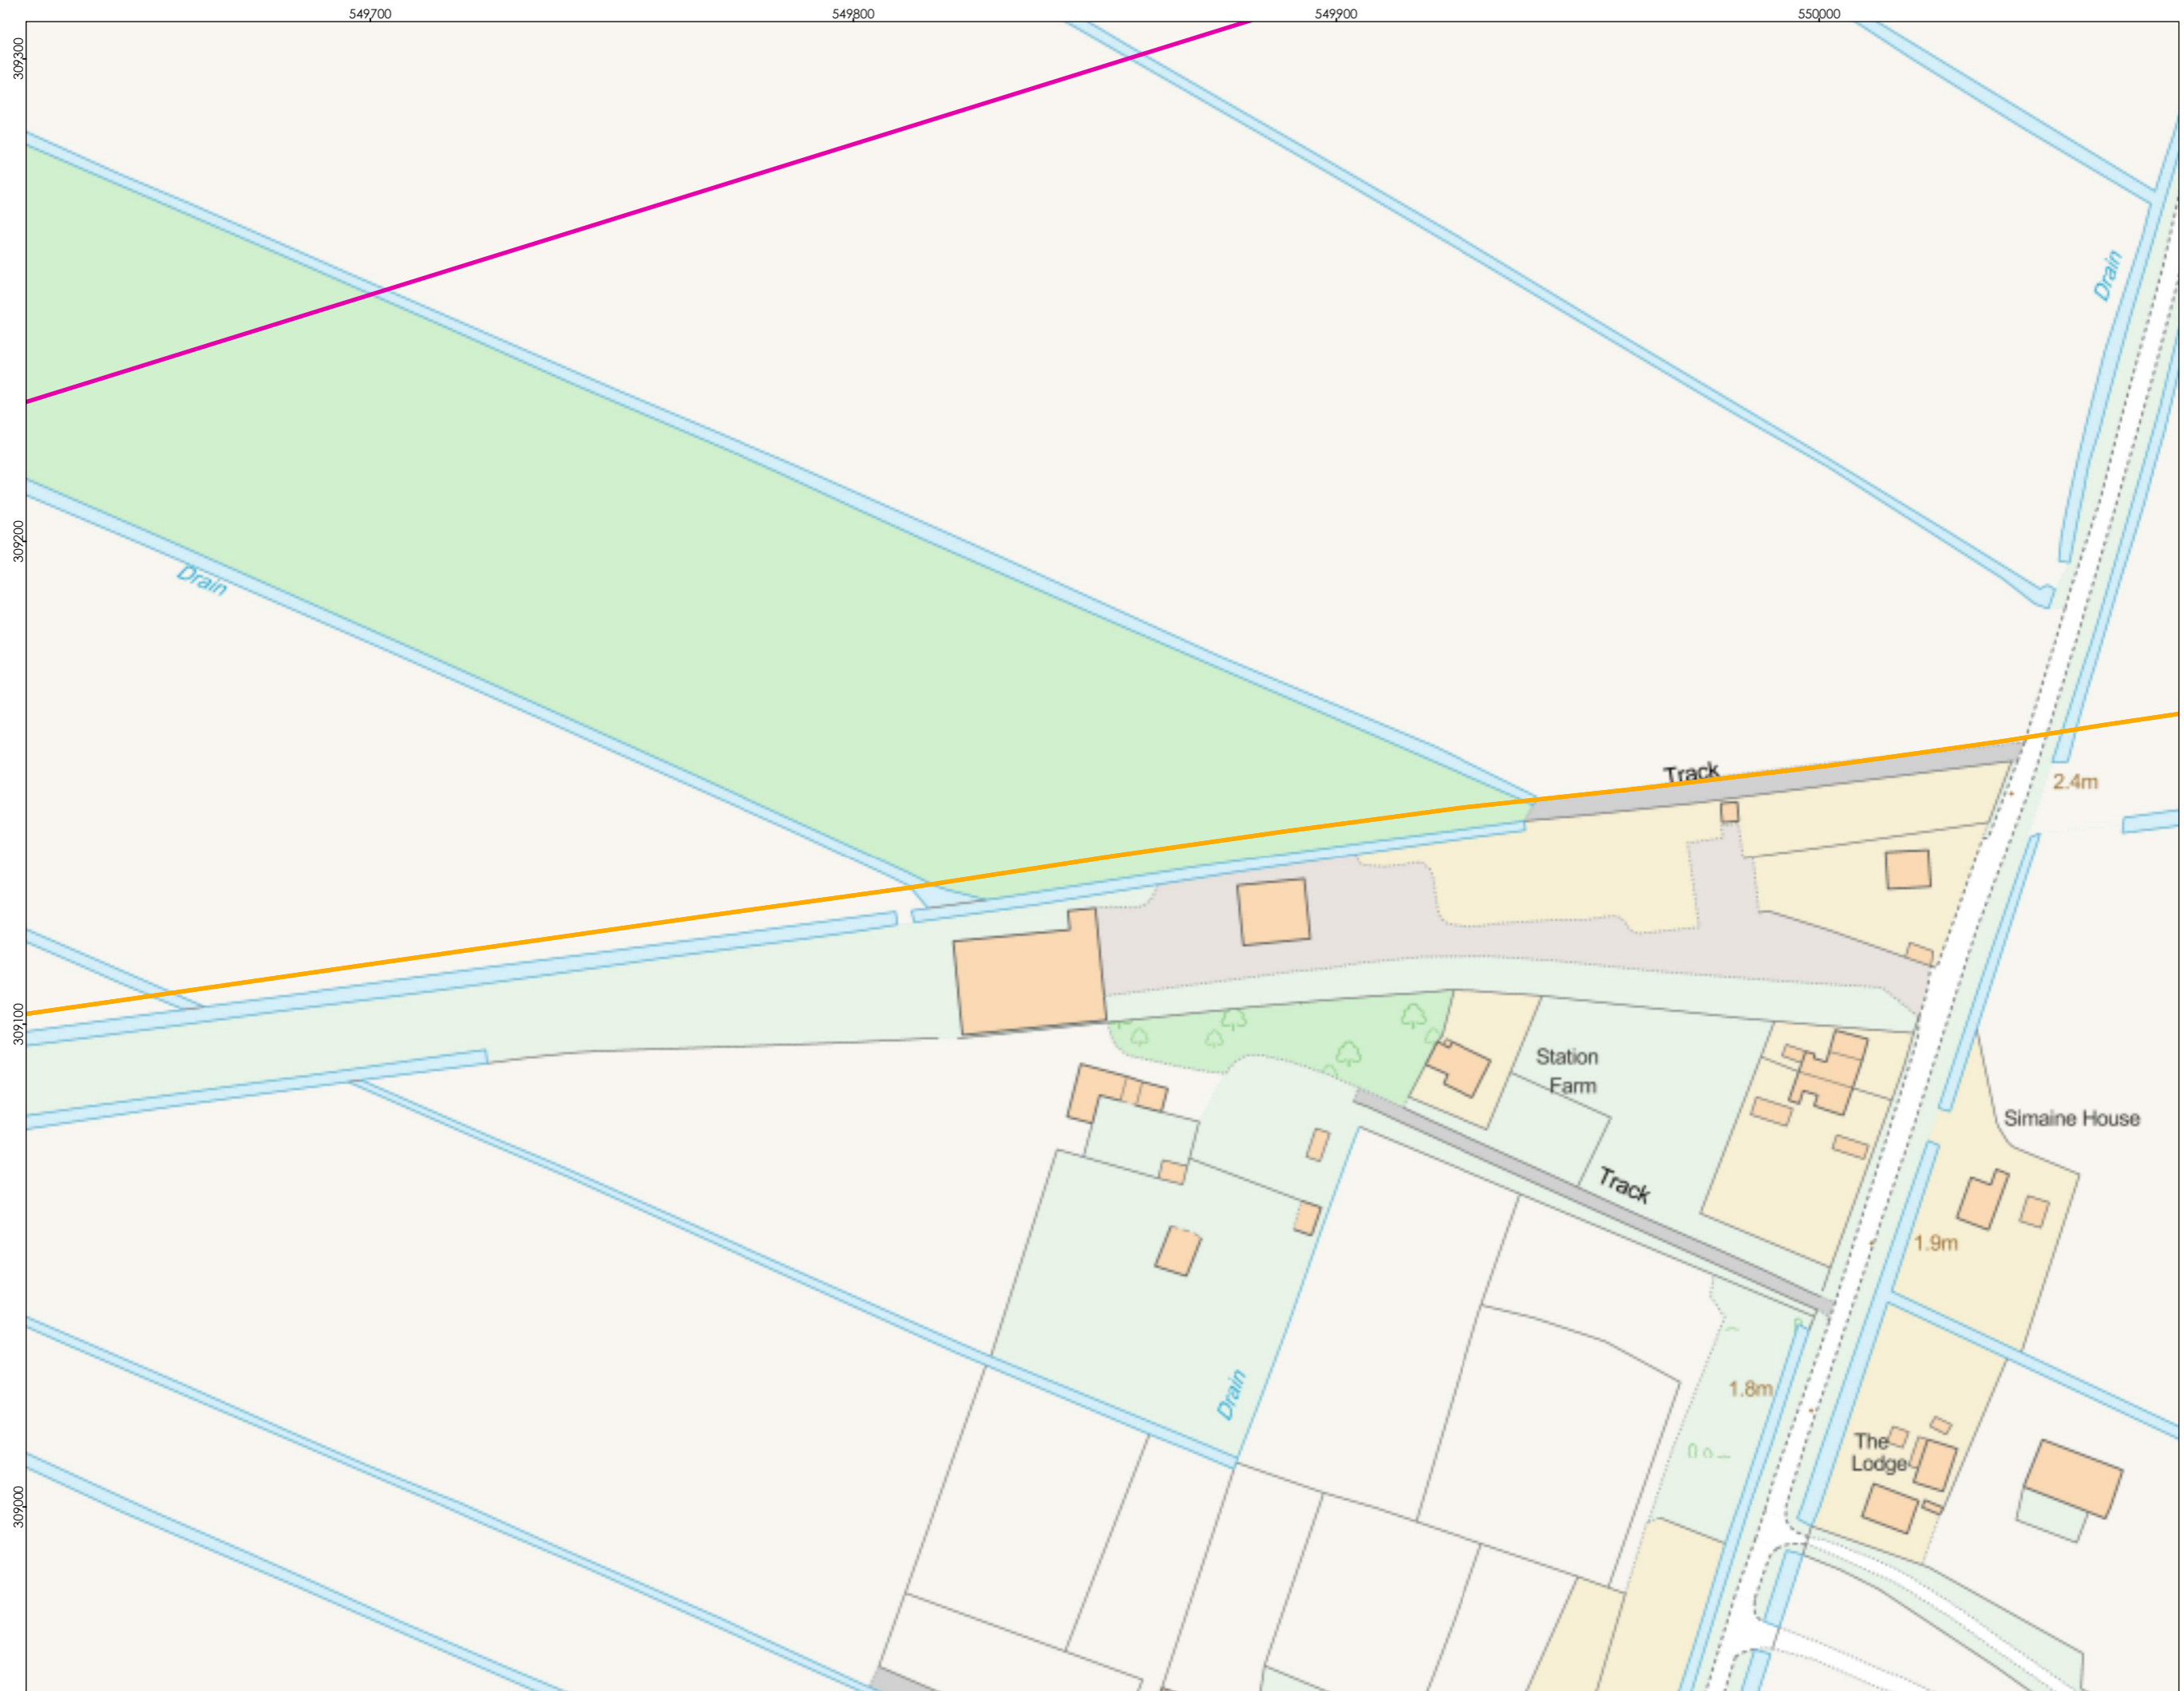 549700
549800
549900
550000
309300
Drain
309200
Drain
Track
2.4m
309100
Station
Farm
Simaine House
Track
1.9m
Drain
1.8m
The
Lodge
309000